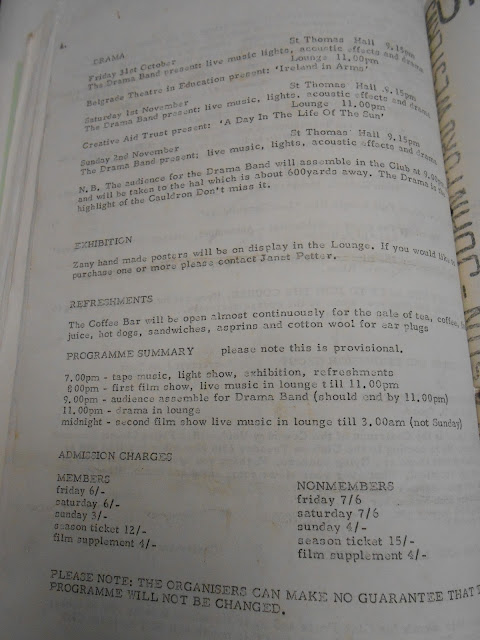 4.
DRAMA
Friday 31st October St Thomas Hall 9.15pm
The Drama Band present: live music lights, acoustic effects and drama
Lounge 11.00pm
Belgrade Theatre in Education present: 'Ireland in Arms'
Saturday 1st November St Thomas Hall 9.15pm
The Drama Band present: live music, lights, acoustic effects and drama
Lounge 11.00pm
Creative Aid Trust present: 'A Day In The Life Of The Sun'
Sunday 2nd November St Thomas Hall 9.15pm
The Drama Band present: live music, lights, acoustic effects and drama
N.B. The audience for the Drama Band will assemble in the Club at 9.00pm
and will be taken to the hal which is about 600yards away. The Drama is the
highlight of the Cauldron Don't miss it.
EXHIBITION
Zany hand made posters will be on display in the Lounge. If you would like to
purchase one or more please contact Janet Petter.
REFRESHMENTS
The Coffee Bar will be open almost continuously for the sale of tea, coffee,
juice, hot dogs, sandwiches, asprins and cotton wool for ear plugs
PROGRAMME SUMMARY please note this is provisional.
7.00pm - tape music, light show, exhibition, refreshments
8 00pm - first film show, live music in lounge till 11.00pm
9.00pm - audience assemble for Drama Band (should end by 11.00pm)
11.00pm - drama in lounge
midnight - second film show live music in lounge till 3.00am (not Sunday)
ADMISSION CHARGES
MEMBERS
friday 6/-
saturday 6/-
sunday 3/-
season ticket 12/-
film supplement 4/-
NONMEMBERS
friday 7/6
saturday 7/6
sunday 4/-
season ticket 15/-
film supplement 4/-
PLEASE NOTE: THE ORGANISERS CAN MAKE NO GUARANTEE THAT
PROGRAMME WILL NOT BE CHANGED.